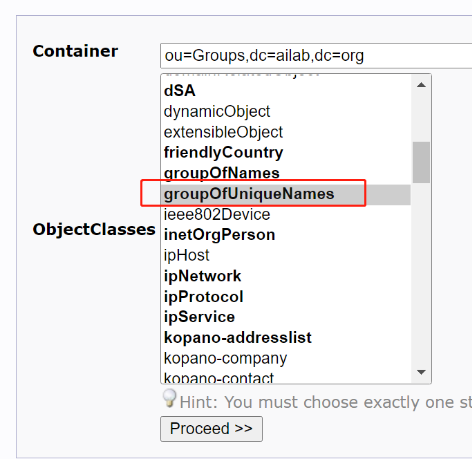 Container
ou=Groups,dc=ailab,dc=org
domainRelatedObject
dSA
dynamicObject
extensibleObject
friendlyCountry
groupOfNames
groupOfUniqueNames
ieee802Device
ObjectClasses
inetOrgPerson
ipHost
ipNetwork
ipProtocol
ipService
kopano-addresslist
kopano-company
kopano-contact
Hint: You must choose exactly one st
Proceed >>